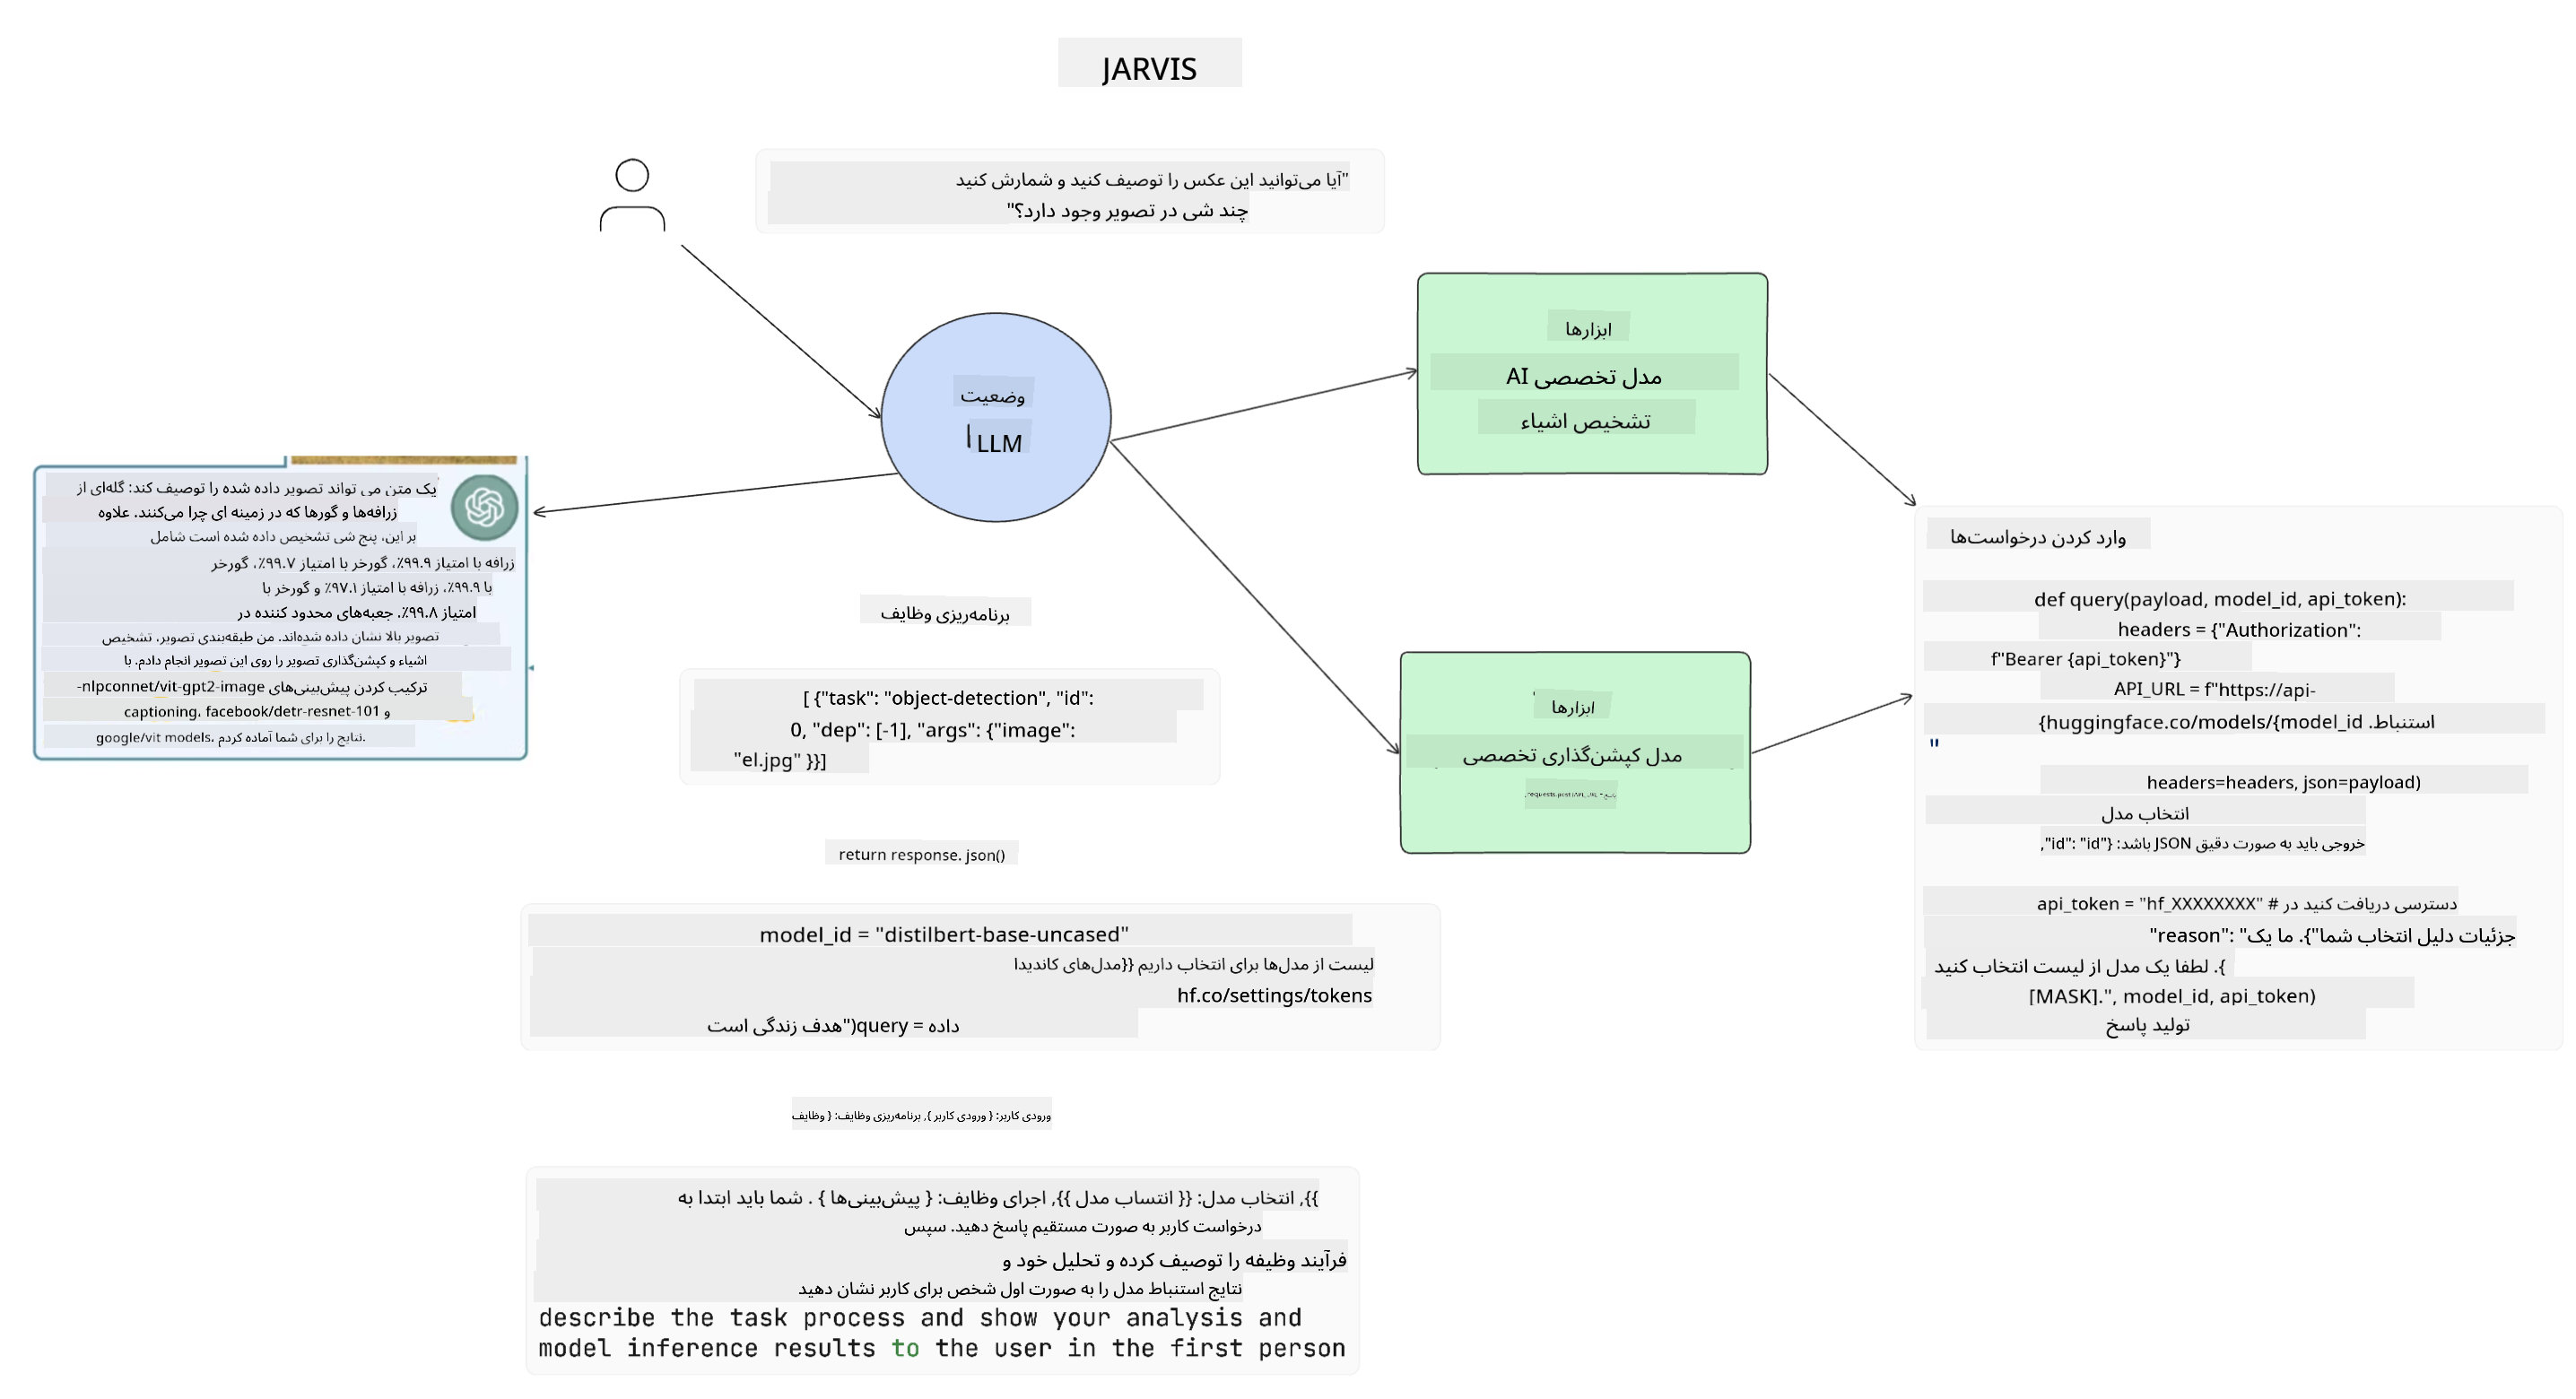 JARVIS
"آیا می‌توانید این عکس را توصیف کنید و شمارش کنید
چند شی در تصویر وجود دارد؟"
ابزارها
مدل تخصصی AI
تشخیص اشیاء
وضعیت
LLM
یک متن می تواند تصویر داده شده را توصیف کند: گله‌ای از
زرافه‌ها و گورها که در زمینه ای چرا می‌کنند. علاوه
بر این، پنج شی تشخیص داده شده است شامل
زرافه با امتیاز ۹۹.۹٪، گورخر با امتیاز ۹۹.۷٪، گورخر
با ۹۹.۹٪، زرافه با امتیاز ۹۷.۱٪ و گورخر با
امتیاز ۹۹.۸٪. جعبه‌های محدود کننده در
تصویر بالا نشان داده شده‌اند. من طبقه‌بندی تصویر، تشخیص
اشیاء و کپشن‌گذاری تصویر را روی این تصویر انجام دادم. با
ترکیب کردن پیش‌بینی‌های nlpconnet/vit-gpt2-image-
captioning، facebook/detr-resnet-101 و
google/vit models، نتایج را برای شما آماده کردم.
برنامه‌ریزی وظایف
[ {"task": "object-detection", "id":
0, "dep": [-1], "args": {"image":
"el.jpg" }}]
ابزارها
مدل کپشن‌گذاری تخصصی
پاسخ = requests.post(API_URL,
وارد کردن درخواست‌ها
def query(payload, model_id, api_token):
headers = {"Authorization":
f"Bearer {api_token}"}
API_URL = f"https://api-
استنباط. huggingface.co/models/{model_id}
"
headers=headers, json=payload)
انتخاب مدل
خروجی باید به صورت دقیق JSON باشد: {"id": "id",
api_token = "hf_XXXXXXXX" # دسترسی دریافت کنید در
"reason": "جزئیات دلیل انتخاب شما"}. ما یک
}. لطفا یک مدل از لیست انتخاب کنید
[MASK].", model_id, api_token)
تولید پاسخ
return response. json()
model_id = "distilbert-base-uncased"
لیست از مدل‌ها برای انتخاب داریم {{مدل‌های کاندیدا
hf.co/settings/tokens
داده = query("هدف زندگی است
ورودی کاربر: { ورودی کاربر }, برنامه‌ریزی وظایف: { وظایف
}}, انتخاب مدل: {{ انتساب مدل }}, اجرای وظایف: { پیش‌بینی‌ها } . شما باید ابتدا به
درخواست کاربر به صورت مستقیم پاسخ دهید. سپس
فرآیند وظیفه را توصیف کرده و تحلیل خود و
نتایج استنباط مدل را به صورت اول شخص برای کاربر نشان دهید
describe the task process and show your analysis and
model inference results to the user in the first person